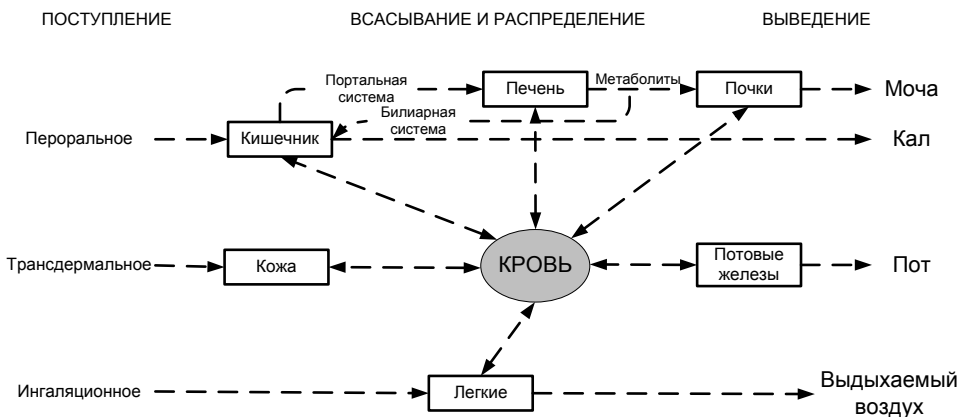 ПОСТУПЛЕНИЕ
ВСАСЫВАНИЕ И РАСПРЕДЕЛЕНИЕ
ВЫВЕДЕНИЕ
Портальная
система
Печень
Метаболиты
Почки
Моча
Билиарная
система
Пероральное
Кишечник
Кал
Трансдермальное
Кожа
КРОВЬ
Потовые
железы
Пот
Ингаляционное
Легкие
Выдыхаемый
воздух